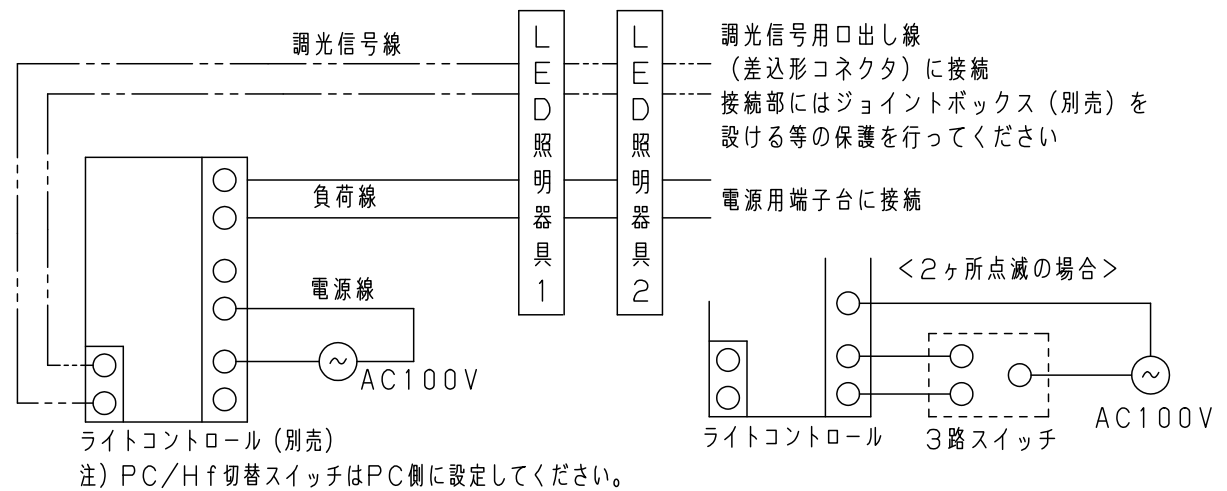 調光信号線
LED照明器具1
LED照明器具2
調光信号用口出し線
(差込形コネクタ)に接続
接続部にはジョイントボックス(別売)を
設ける等の保護を行ってください
負荷線
電源用端子台に接続
電源線
AC100V
ライトコントロール(別売)
注)PC/Hf切替スイッチはPC側に設定してください。
<2ヶ所点滅の場合>
AC100V
ライトコントロール
3路スイッチ